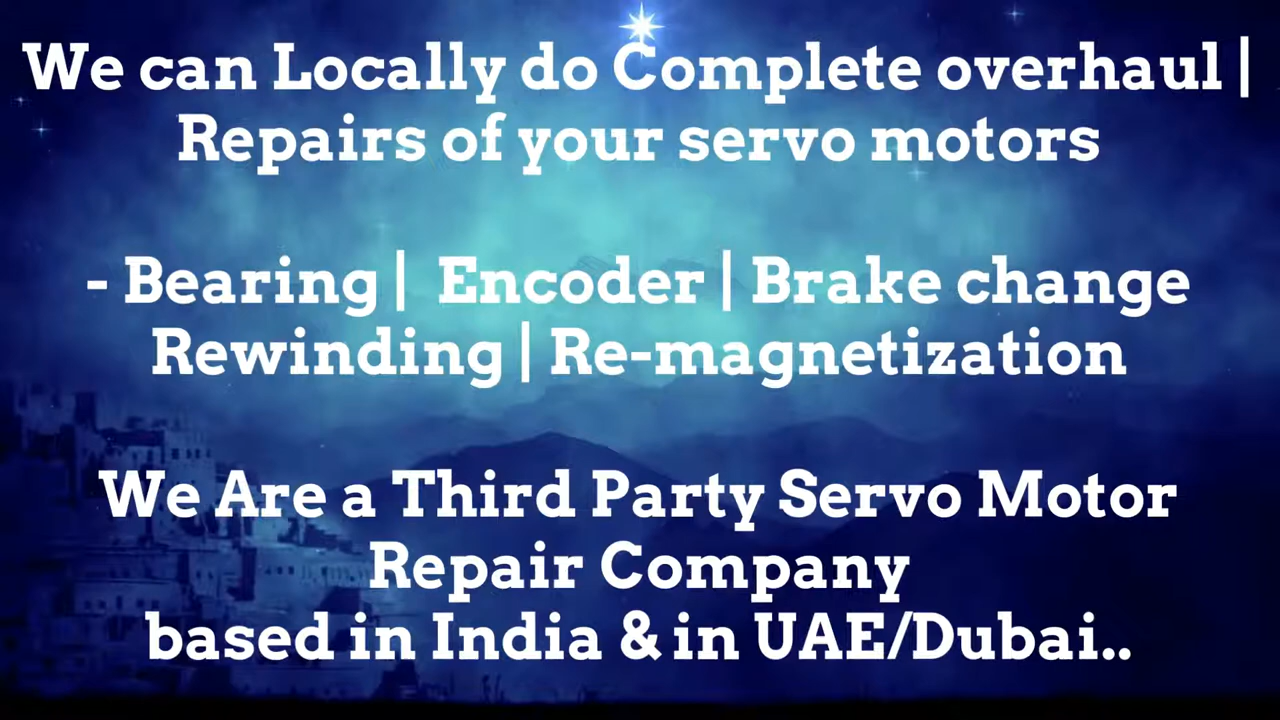 We can Locally do Complete overhaul |
Repairs of your servo motors
- Bearing | Encoder | Brake change
Rewinding | Re-magnetization
We Are a Third Party Servo Motor
Repair Company
based in India & in UAE/Dubai..